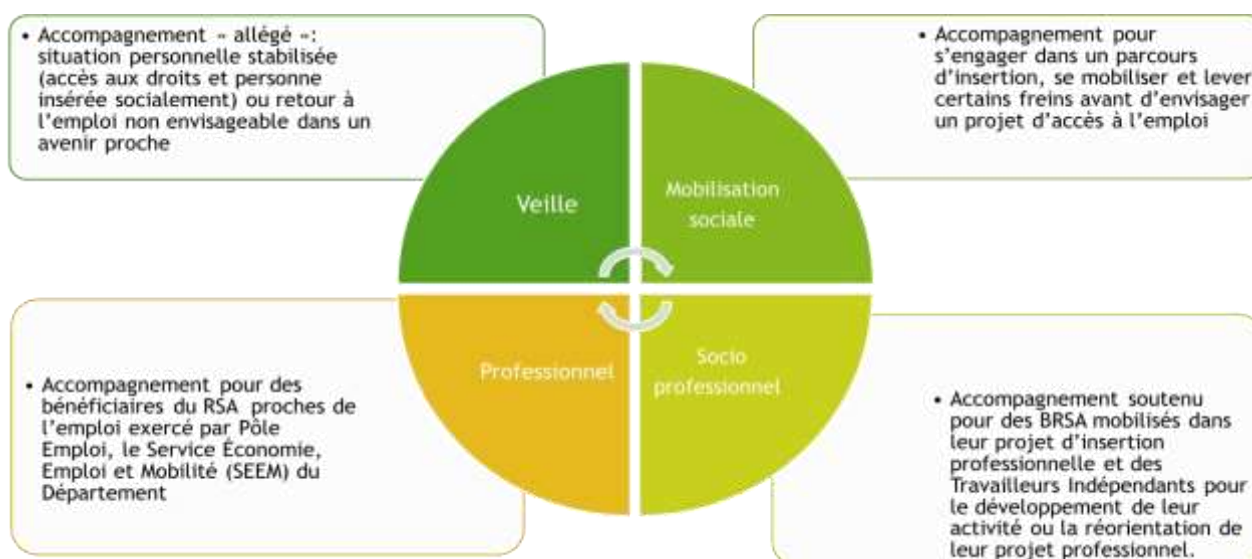 • Accompagnement « allégé »:
situation personnelle stabilisée
(accès aux droits et personne
insérée socialement) ou retour à
l'emploi non envisageable dans un
avenir proche
• Accompagnement pour
s'engager dans un parcours
d'insertion, se mobiliser et lever
certains freins avant d'envisager
un projet d'accès à l'emploi
Veille
Mobilisation
sociale
Professionnel
Socio
professionnel
• Accompagnement pour des
bénéficiaires du RSA proches de
l'emploi exercé par Pôle
Emploi, le Service Économie,
Emploi et Mobilité (SEEM) du
Département
• Accompagnement soutenu
pour des BRSA mobilisés dans
leur projet d'insertion
professionnelle et des
Travailleurs Indépendants pour
le développement de leur
activité ou la réorientation de
leur projet professionnel.